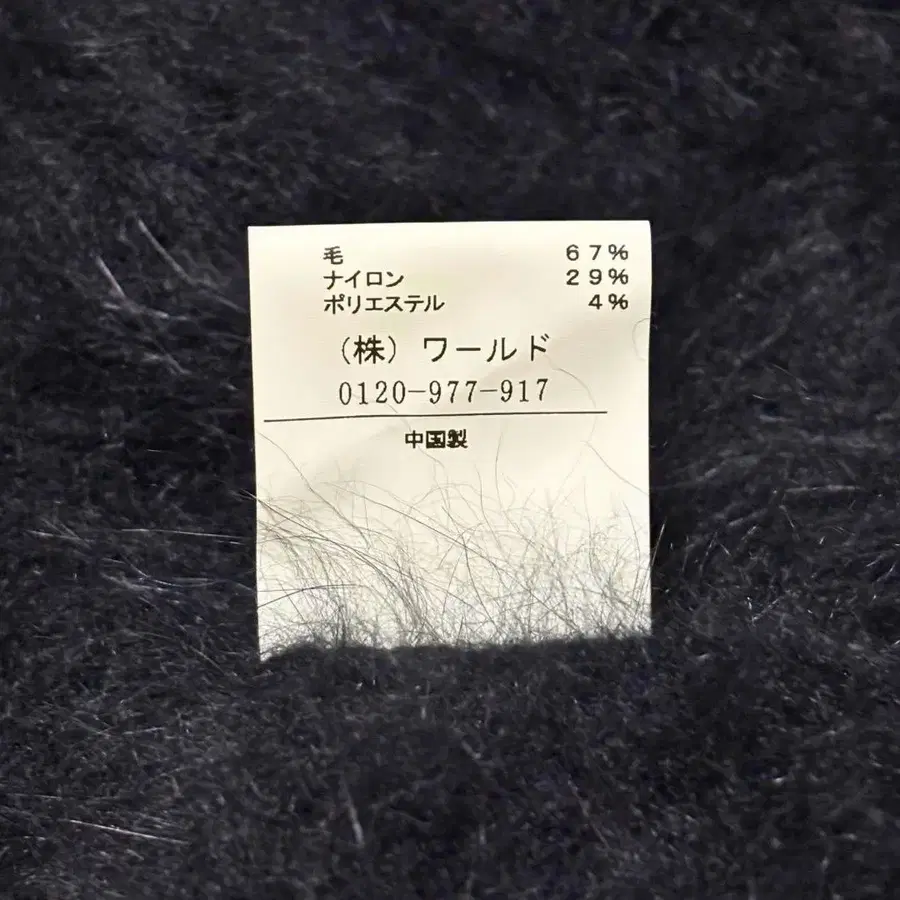 毛 67%
ナイロン 29%
ポリエステル 4%
(株) ワールド
0120-977-917
中国製